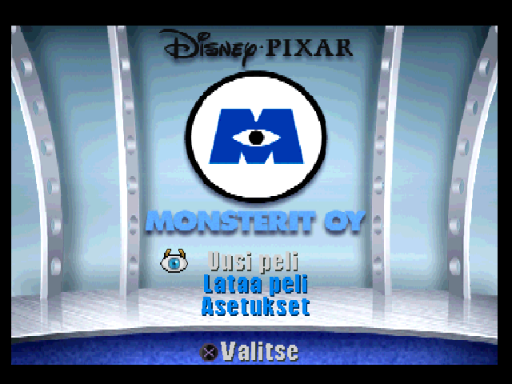 Disney·PIXAR
M
MONSTERIT OY
Uusi peli
Lataa peli
Asetukset
Valitse